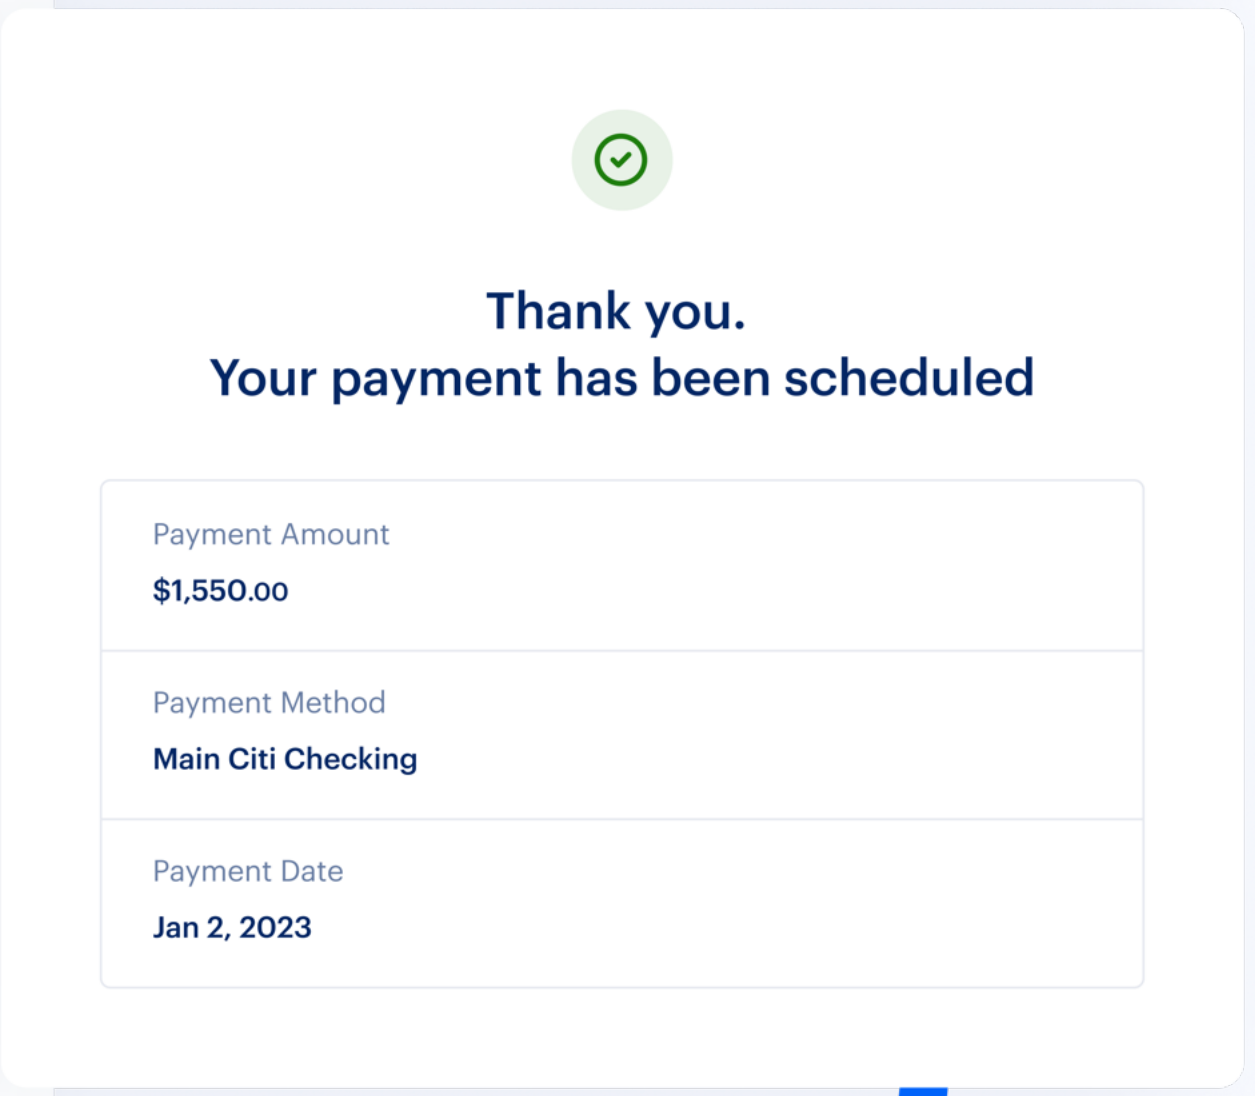 Thank you.
Your payment has been scheduled
Payment Amount
$1,550.00
Payment Method
Main Citi Checking
Payment Date
Jan 2, 2023